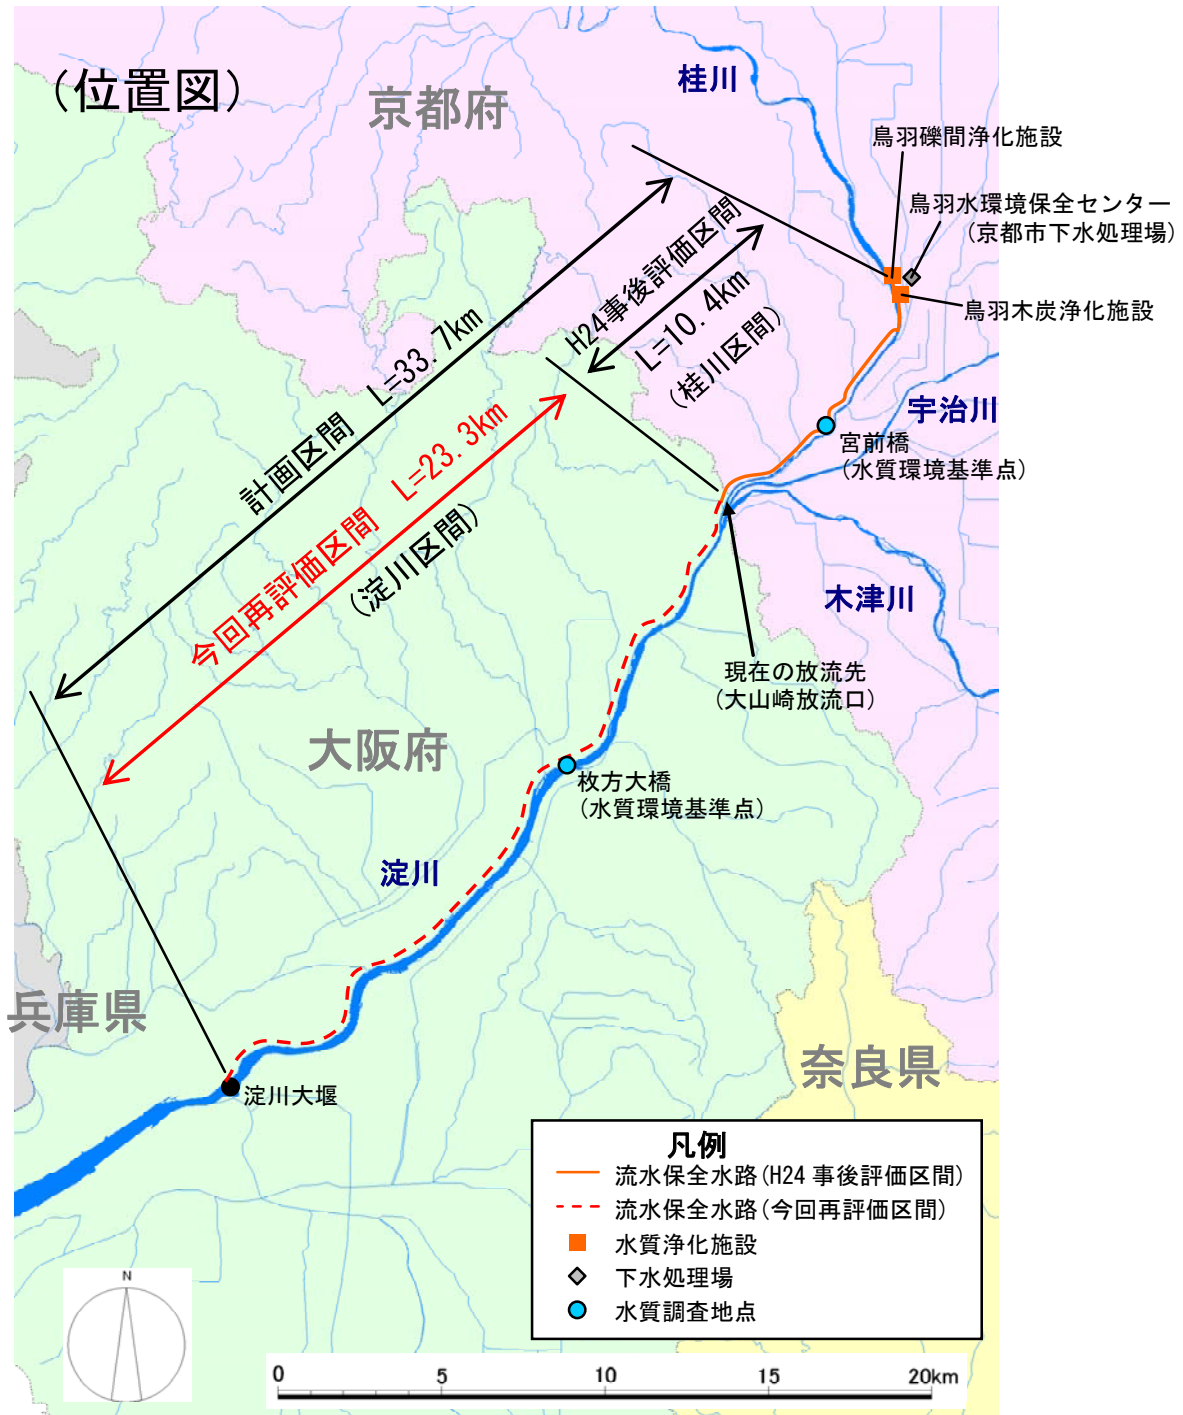 (位置図)
京都府
桂川
鳥羽礫間浄化施設
鳥羽水環境保全センター
(京都市下水処理場)
鳥羽木炭浄化施設
H24事後評価区間
L=10.4km
(桂川区間)
計画区間　L=33.7km
今回再評価区間　L=23.3km
(淀川区間)
宇治川
宮前橋
(水質環境基準点)
木津川
現在の放流先
(大山崎放流口)
大阪府
枚方大橋
(水質環境基準点)
淀川
兵庫県
奈良県
淀川大堰
凡例
流水保全水路(H24 事後評価区間)
流水保全水路(今回再評価区間)
水質浄化施設
下水処理場
水質調査地点
N
0 5 10 15 20km